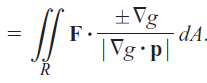 = ∬_R F · ±∇g / |∇g · p| dA.